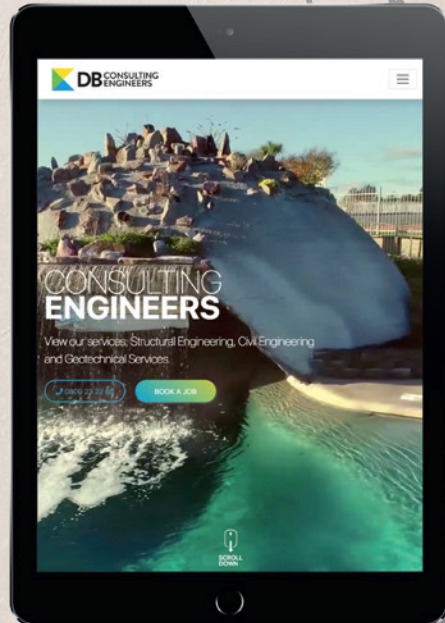 DB CONSULTING
ENGINEERS
CONSULTING
ENGINEERS
View our services; Structural Engineering, Civil Engineering
and Geotechnical Services.
BOOK A JOB
SCROLL
DOWN